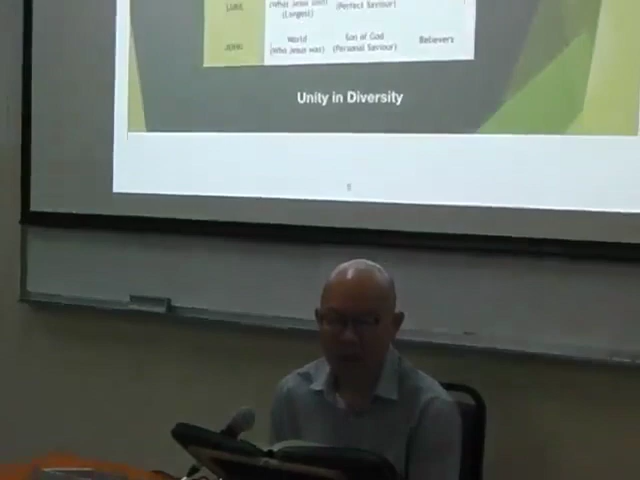 LUKE (What Jesus said) (Perfect Saviour)
(Longest)
JOHN World Son of God Believers
(Who Jesus was) (Personal Saviour)
Unity in Diversity